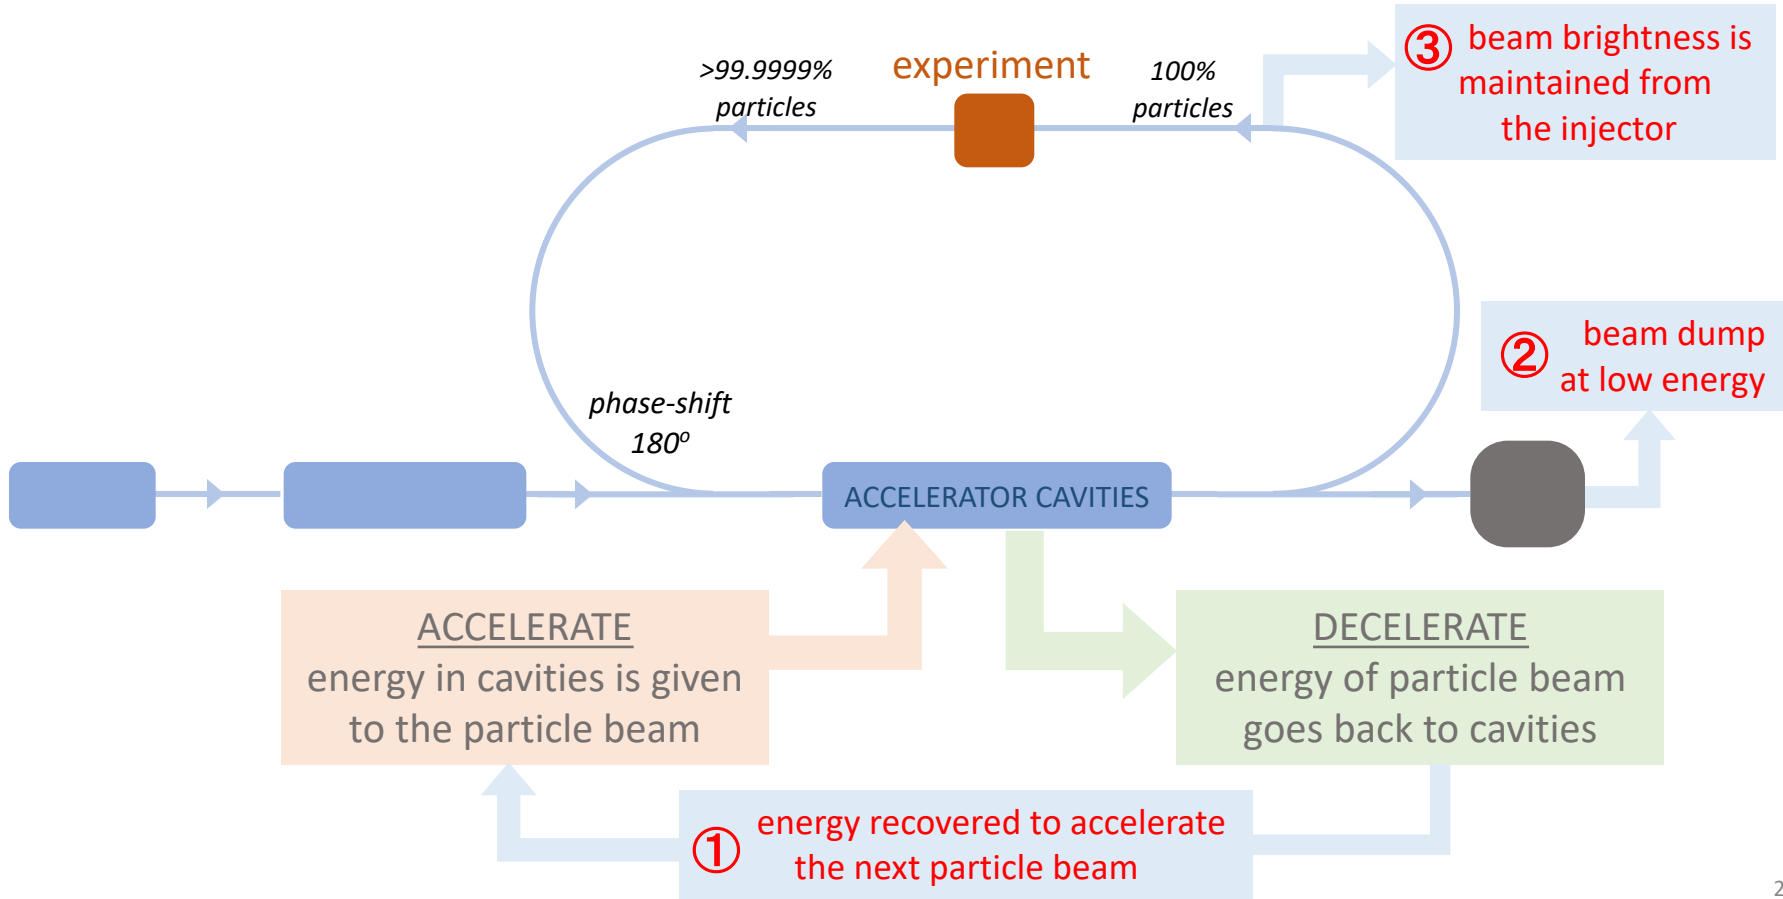 >99.9999%
particles
experiment
100%
particles
③ beam brightness is
maintained from
the injector
② beam dump
at low energy
phase-shift
180º
ACCELERATOR CAVITIES
ACCELERATE
energy in cavities is given
to the particle beam
DECELERATE
energy of particle beam
goes back to cavities
① energy recovered to accelerate
the next particle beam
2